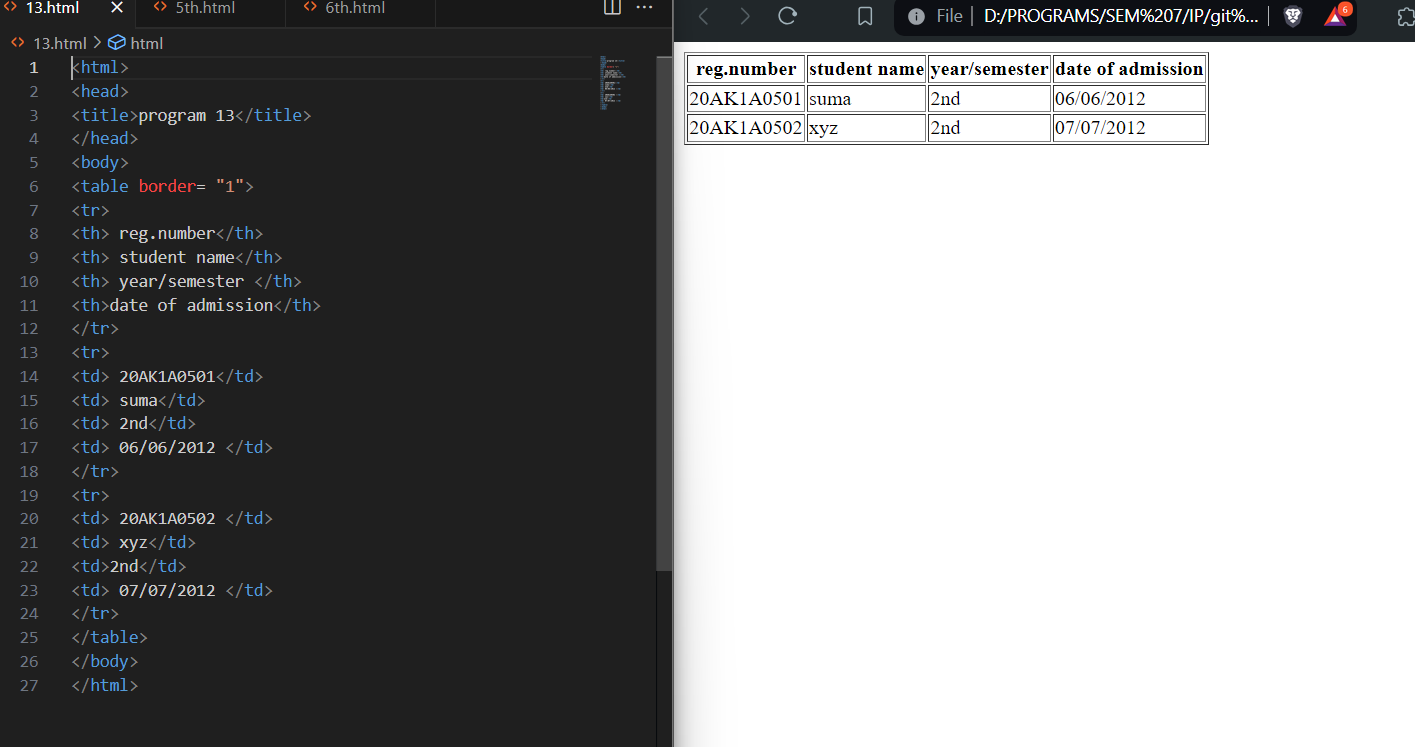 13.html 5th.html 6th.html
13.html > html
1 <html>
2 <head>
3 <title>program 13</title>
4 </head>
5 <body>
6 <table border= "1">
7 <tr>
8 <th> reg.number</th>
9 <th> student name</th>
10 <th> year/semester </th>
11 <th>date of admission</th>
12 </tr>
13 <tr>
14 <td> 20AK1A0501</td>
15 <td> suma</td>
16 <td> 2nd</td>
17 <td> 06/06/2012 </td>
18 </tr>
19 <tr>
20 <td> 20AK1A0502 </td>
21 <td> xyz</td>
22 <td>2nd</td>
23 <td> 07/07/2012 </td>
24 </tr>
25 </table>
26 </body>
27 </html>
File D:/PROGRAMS/SEM%207/IP/git%... 6
reg.number student name year/semester date of admission
20AK1A0501 suma 2nd 06/06/2012
20AK1A0502 xyz 2nd 07/07/2012